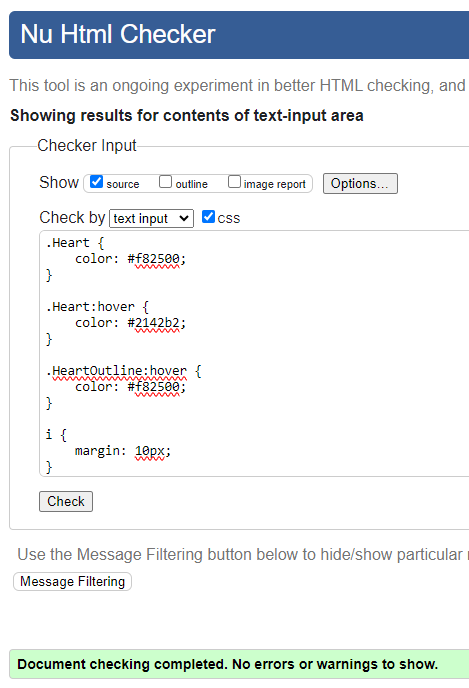 Nu Html Checker
This tool is an ongoing experiment in better HTML checking, and
Showing results for contents of text-input area
Checker Input
Show source outline image report Options...
Check by text input css
.Heart {
    color: #f82500;
}
.Heart:hover {
    color: #2142b2;
}
.HeartOutline:hover {
    color: #f82500;
}
i {
    margin: 10px;
}
Check
Use the Message Filtering button below to hide/show particular
Message Filtering
Document checking completed. No errors or warnings to show.